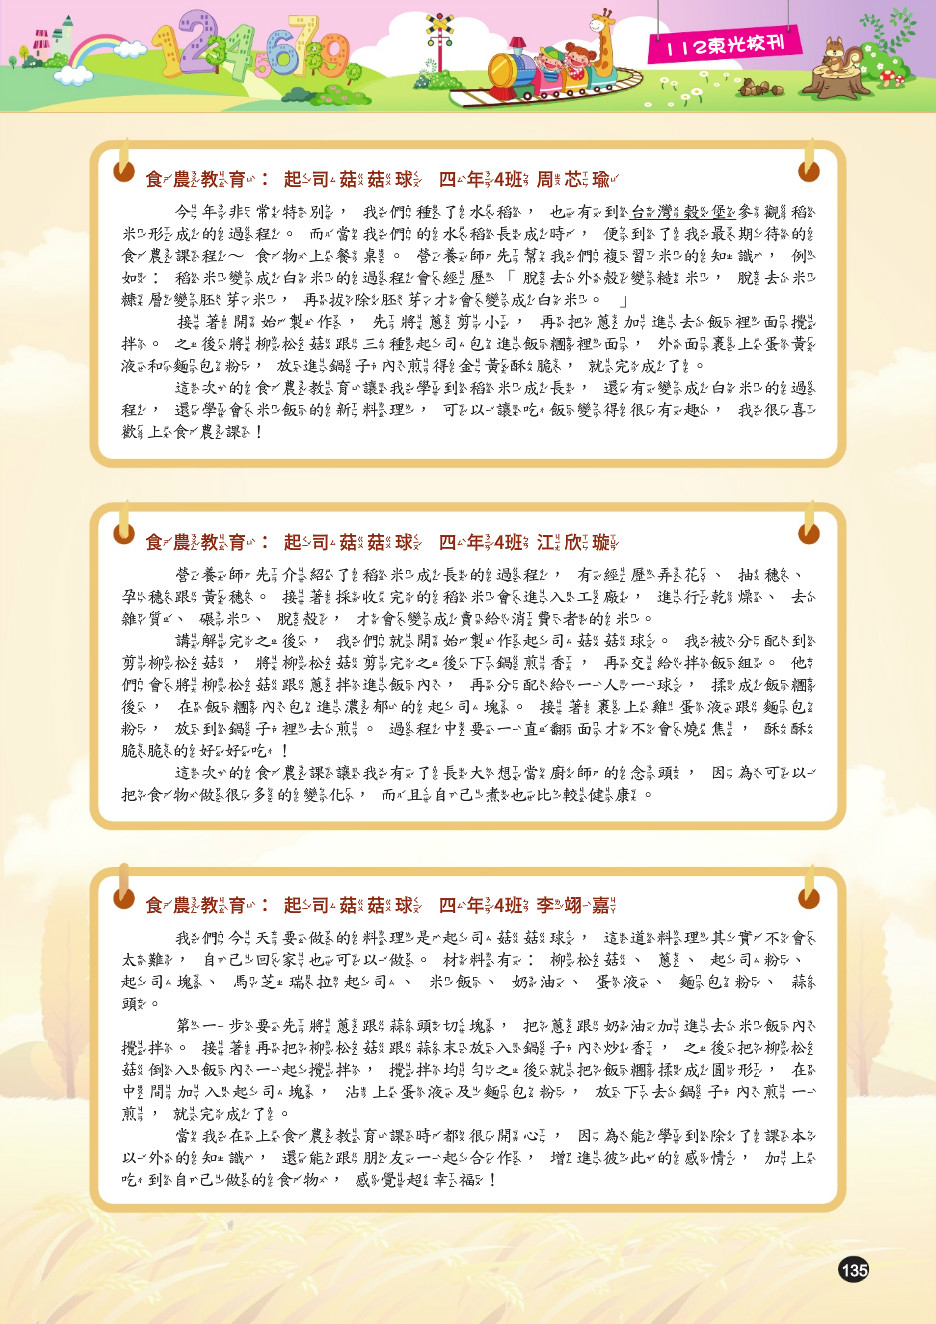 112東光校刊
食農教育：起司菇菇球 四年4班 周芯瑜
今年非常特別，我們種了水稻，也有到台灣穀堡參觀稻
米形成的過程。而當我們的水稻長成時，便到了我最期待的
食農課程～食物上餐桌。營養師先幫我們複習米的知識，例
如：稻米變成白米的過程會經歷「脫去外殼變糙米，脫去米
糠層變胚芽米，再拔除胚芽才會變成白米。」
接著開始製作，先將蔥剪小，再把蔥加進去飯裡面攪
拌。之後將柳松菇跟三種起司包進飯糰裡面，外面裹上蛋黃
液和麵包粉，放進鍋子內煎得金黃酥脆，就完成了。
這次的食農教育讓我學到稻米成長，還有變成白米的過
程，還學會米飯的新料理，可以讓吃飯變得很有趣，我很喜
歡上食農課！
食農教育：起司菇菇球 四年4班 江欣璇
營養師先介紹了稻米成長的過程，有經歷弄花、抽穗、
孕穗跟黃穗。接著採收完的稻米會進入工廠，進行乾燥、去
雜質、碾米、脫殼，才會變成賣給消費者的米。
講解完之後，我們就開始製作起司菇菇球。我被分配到
剪柳松菇，將柳松菇剪完之後下鍋煎香，再交給拌飯組。他
們會將柳松菇跟蔥拌進飯內，再分配給一人一球，揉成飯糰
後，在飯糰內包進濃郁的起司塊。接著裹上雞蛋液跟麵包
粉，放到鍋子裡去煎。過程中要一直翻面才不會燒焦，酥酥
脆脆的好好吃！
這次的食農課讓我有了長大想當廚師的念頭，因為可以
把食物做很多的變化，而且自己煮也比較健康。
食農教育：起司菇菇球 四年4班 李翊嘉
我們今天要做的料理是起司菇菇球，這道料理其實不會
太難，自己回家也可以做。材料有：柳松菇、蔥、起司粉、
起司塊、馬芝瑞拉起司、米飯、奶油、蛋液、麵包粉、蒜
頭。
第一步要先將蔥跟蒜頭切塊，把蔥跟奶油加進去米飯內
攪拌。接著再把柳松菇跟蒜末放入鍋子內炒香，之後把柳松
菇倒入飯內一起攪拌，攪拌均勻之後就把飯糰揉成圓形，在
中間加入起司塊，沾上蛋液及麵包粉，放下去鍋子內煎一
煎，就完成了。
當我在上食農教育課時都很開心，因為能學到除了課本
以外的知識，還能跟朋友一起合作，增進彼此的感情，加上
吃到自己做的食物，感覺超幸福！
135